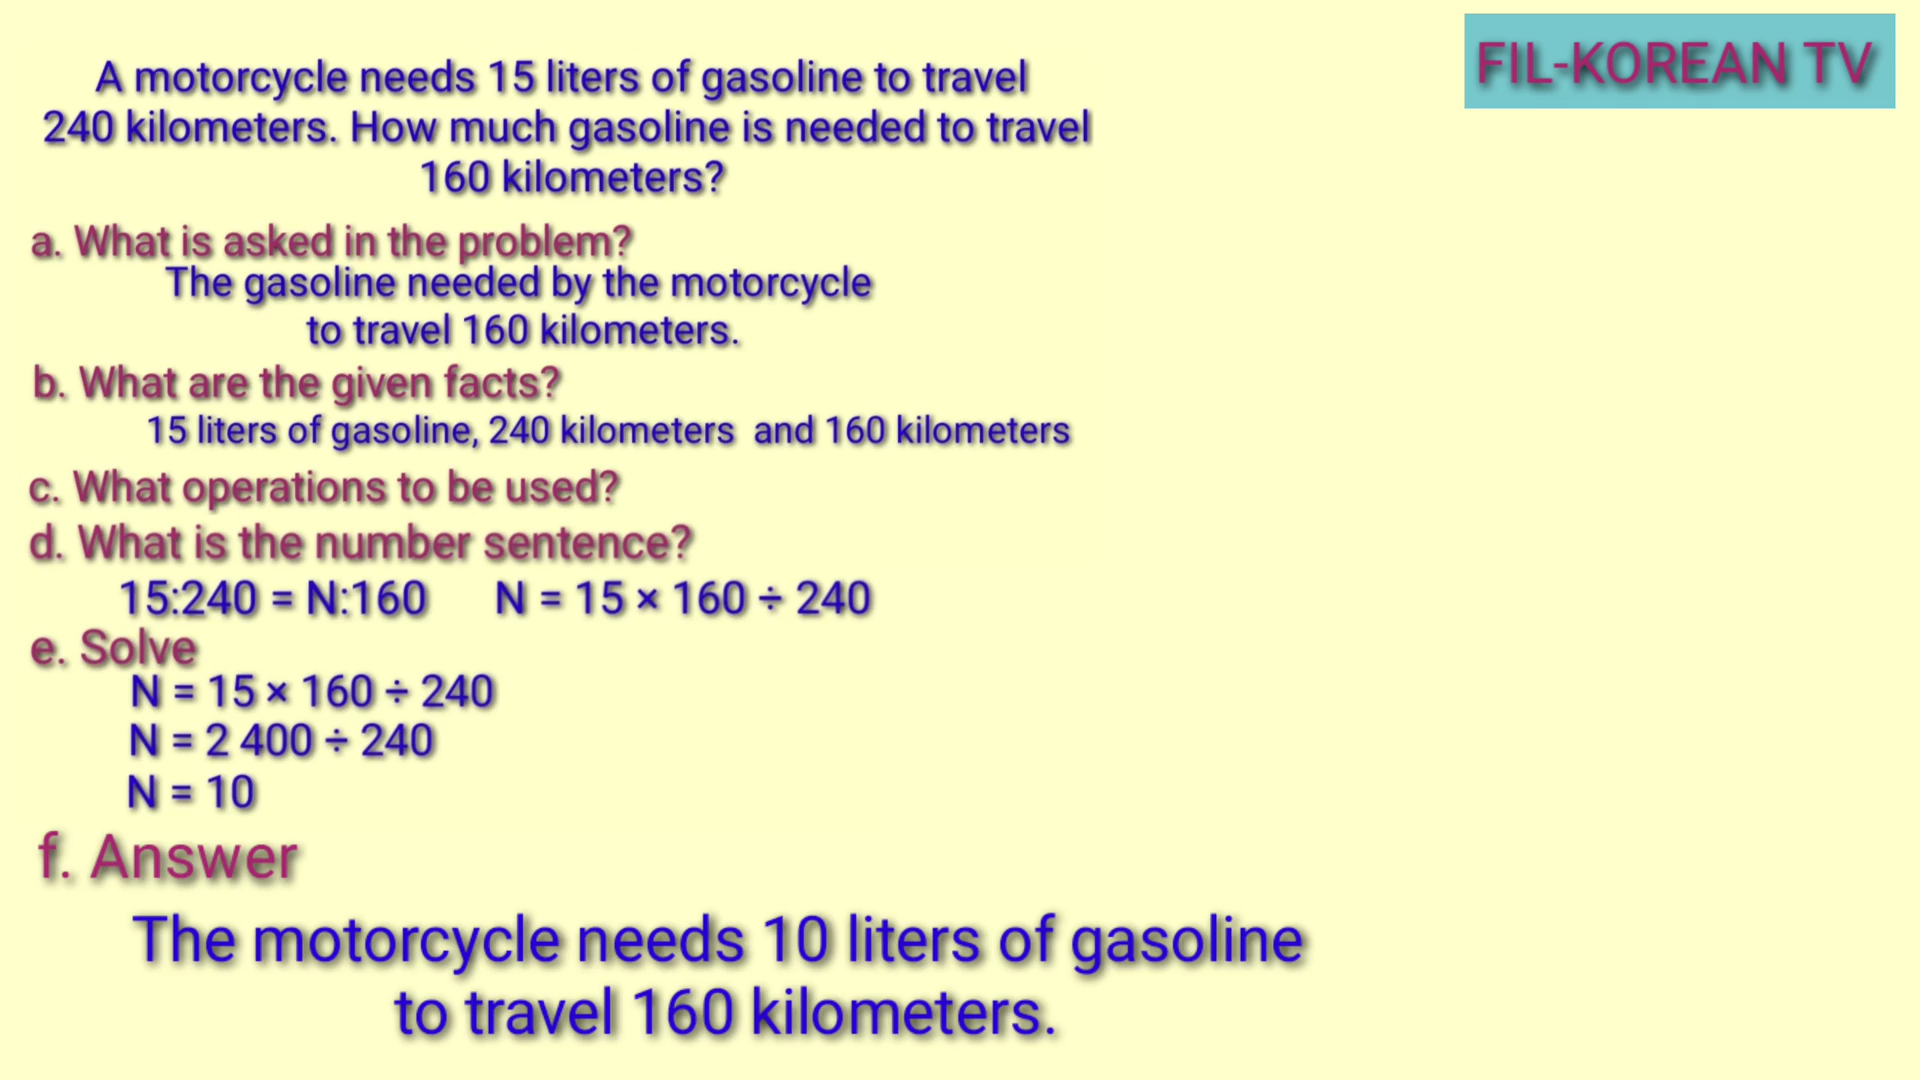 FIL-KOREAN TV
A motorcycle needs 15 liters of gasoline to travel
240 kilometers. How much gasoline is needed to travel
160 kilometers?
a. What is asked in the problem?
The gasoline needed by the motorcycle
to travel 160 kilometers.
b. What are the given facts?
15 liters of gasoline, 240 kilometers and 160 kilometers
c. What operations to be used?
d. What is the number sentence?
15:240 = N:160 N = 15 × 160 ÷ 240
e. Solve
N = 15 × 160 ÷ 240
N = 2 400 ÷ 240
N = 10
f. Answer
The motorcycle needs 10 liters of gasoline
to travel 160 kilometers.